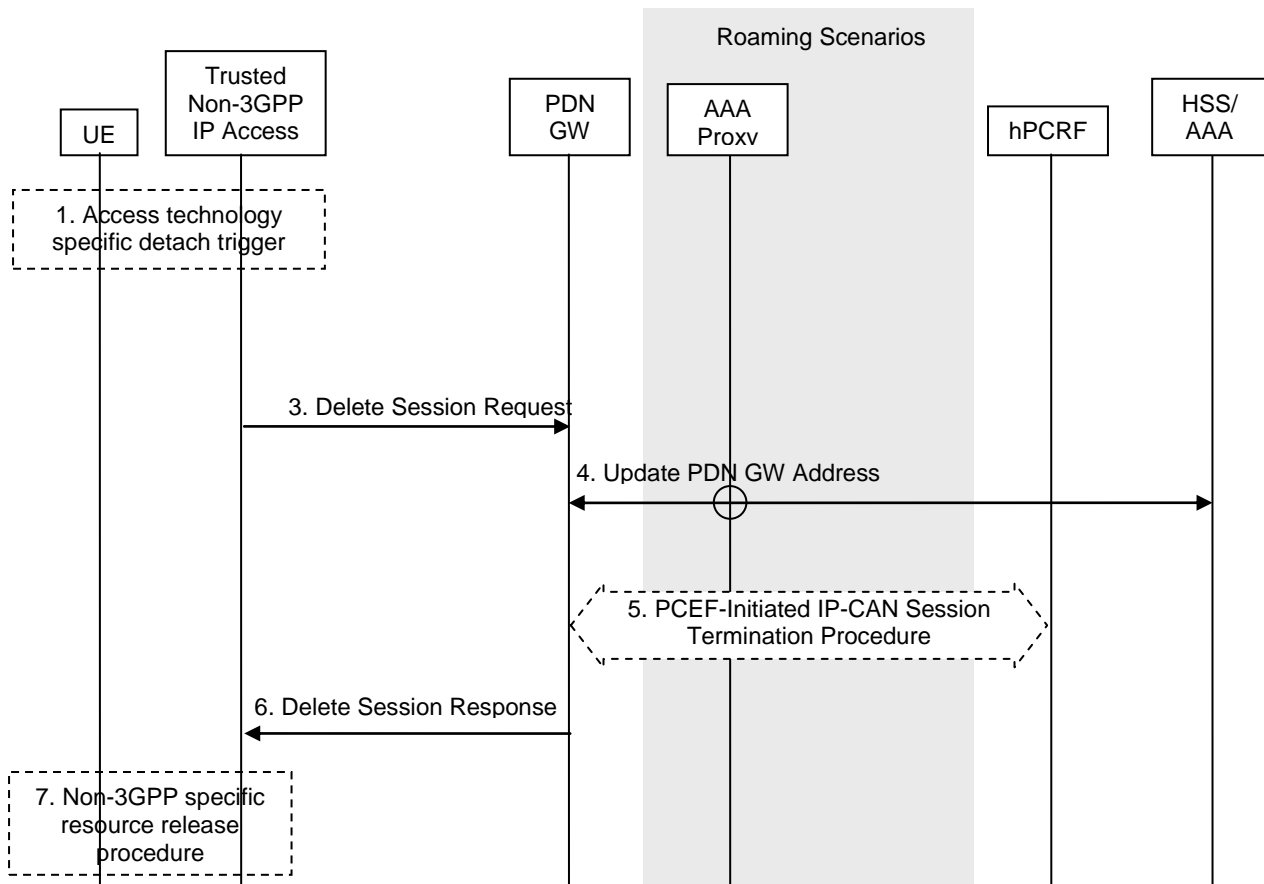 Roaming Scenarios
UE
Trusted
Non-3GPP
IP Access
PDN
GW
AAA
Proxv
hPCRF
HSS/
AAA
1. Access technology
specific detach trigger
3. Delete Session Request
4. Update PDN GW Address
5. PCEF-Initiated IP-CAN Session
Termination Procedure
6. Delete Session Response
7. Non-3GPP specific
resource release
procedure